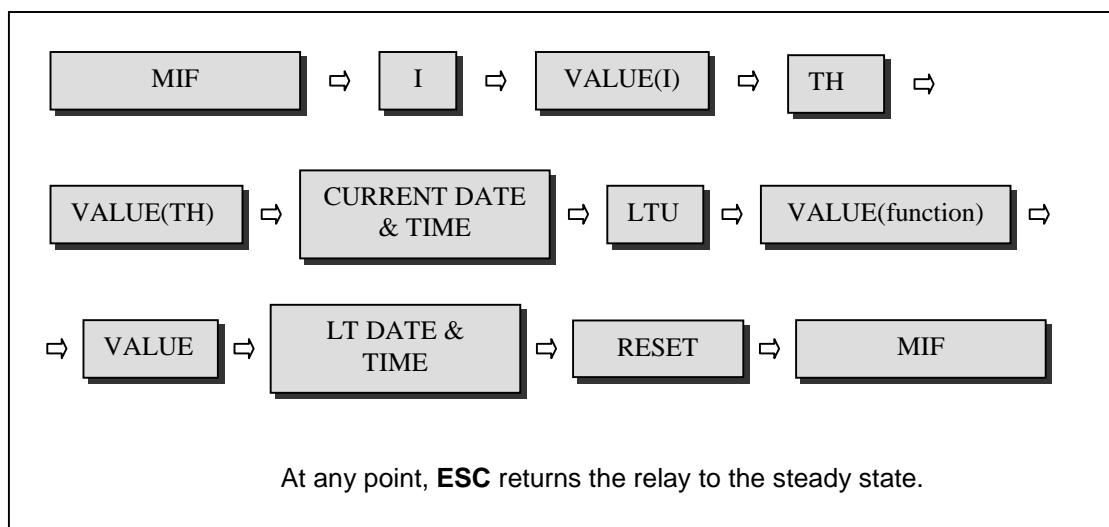 MIF ⇨ I ⇨ VALUE(I) ⇨ TH ⇨
VALUE(TH) ⇨ CURRENT DATE
& TIME ⇨ LTU ⇨ VALUE(function) ⇨
⇨ VALUE ⇨ LT DATE &
TIME ⇨ RESET ⇨ MIF
At any point, ESC returns the relay to the steady state.